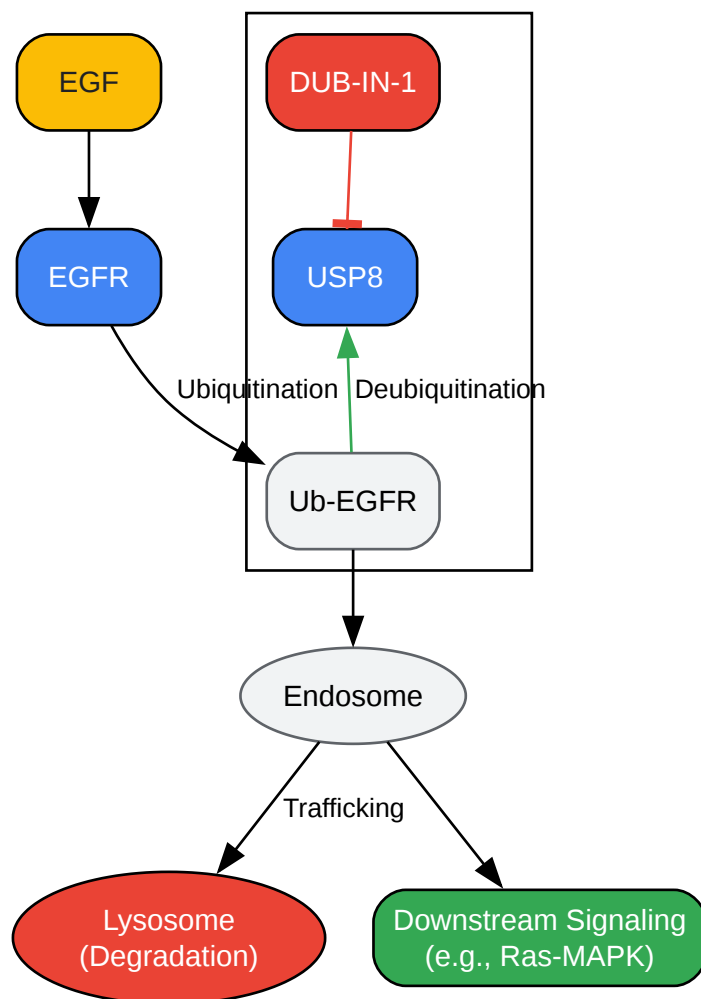 EGF
DUB-IN-1
EGFR
USP8
Ubiquitination
Deubiquitination
Ub-EGFR
Endosome
Trafficking
Lysosome
(Degradation)
Downstream Signaling
(e.g., Ras-MAPK)